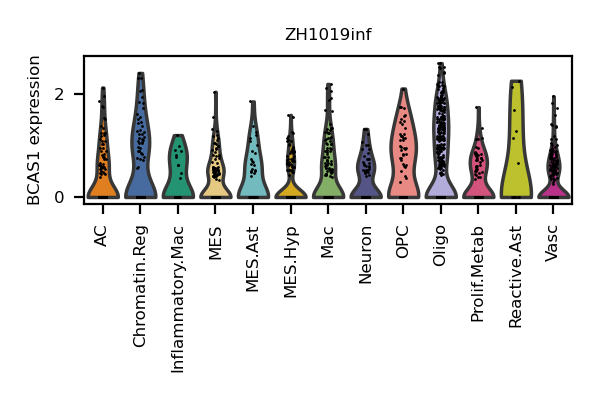 ZH1019inf
BCAS1 expression
2
0
AC
Chromatin.Reg
Inflammatory.Mac
MES
MES.Ast
MES.Hyp
Mac
Neuron
OPC
Oligo
Prolif.Metab
Reactive.Ast
Vasc